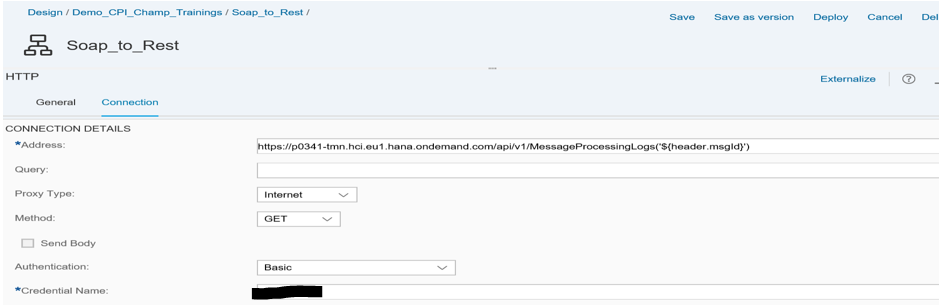 Design / Demo_CPI_Champ_Trainings / Soap_to_Rest /
Save Save as version Deploy Cancel Del
Soap_to_Rest
HTTP
Externalize ?
General Connection
CONNECTION DETAILS
*Address: https://p0341-tmn.hci.eu1.hana.ondemand.com/api/v1/MessageProcessingLogs('${header.msgId}')
Query:
Proxy Type: Internet
Method: GET
Send Body
Authentication: Basic
*Credential Name: